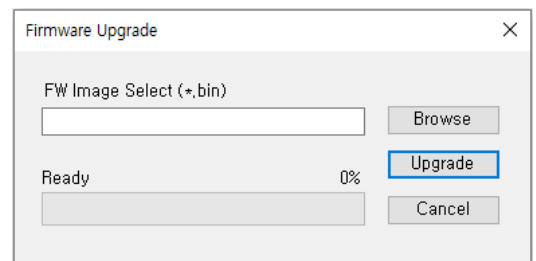 Firmware Upgrade
FW Image Select (*.bin)
Browse
Upgrade
Ready 0%
Cancel